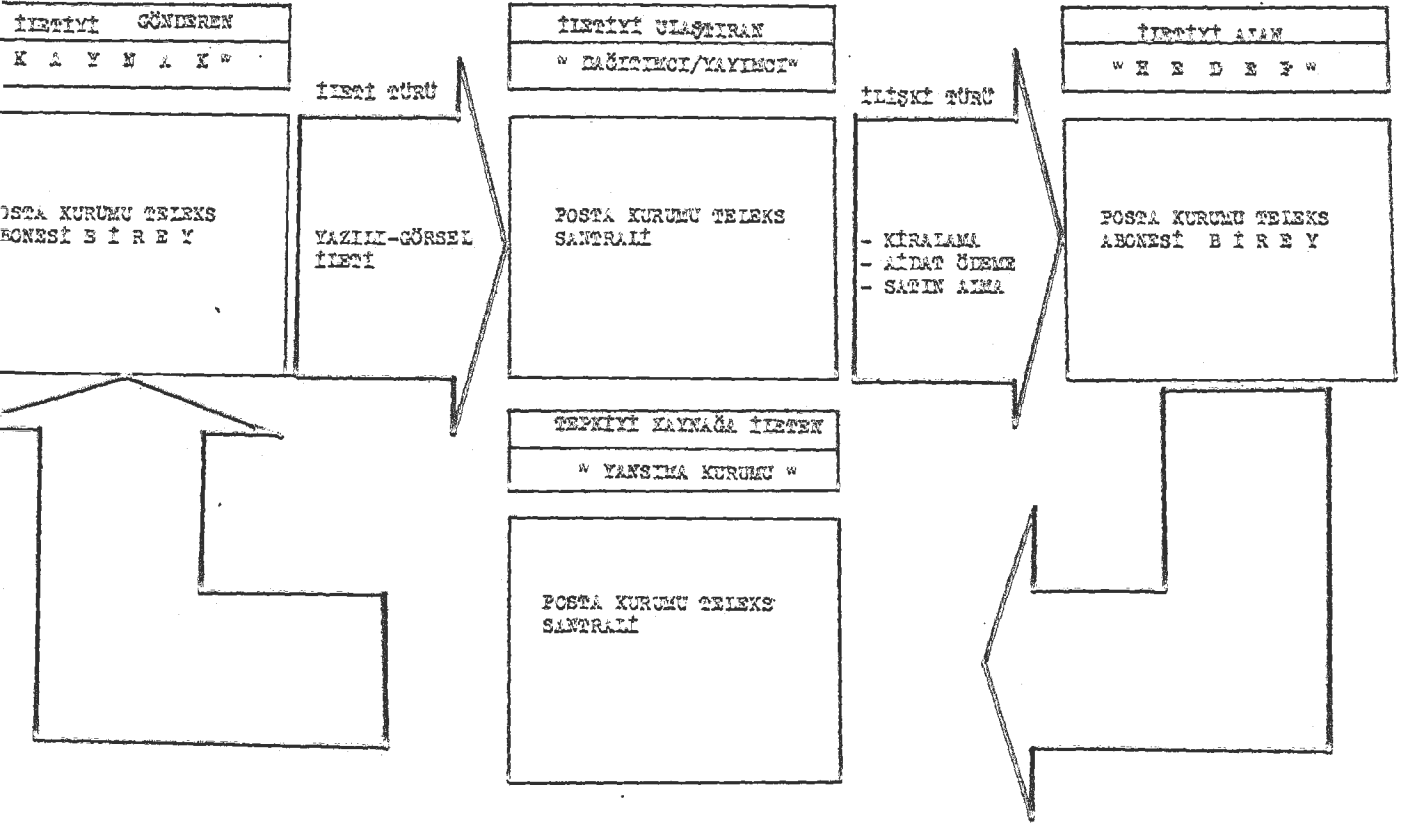 İLETİYİ GÖNDEREN
K A Y N A K "
İLETİ TÜRÜ
YAZILI-GÖRSEL
İLETİ
OSTA KURUMU TELEKS
BONESİ B İ R E Y
İLETİYİ ULAŞTIRAN
" DAĞITIMCI/YAYIMCI"
POSTA KURUMU TELEKS
SANTRALİ
İLİŞKİ TÜRÜ
- KİRALAMA
- AİDAT ÖDEME
- SATIN ALMA
İLETİYİ ALAN
" H E D E F "
POSTA KURUMU TELEKS
ABONESİ B İ R E Y
TEPKİYİ KAYNAĞA İLETEN
" YANSIMA KURUMU "
POSTA KURUMU TELEKS
SANTRALİ